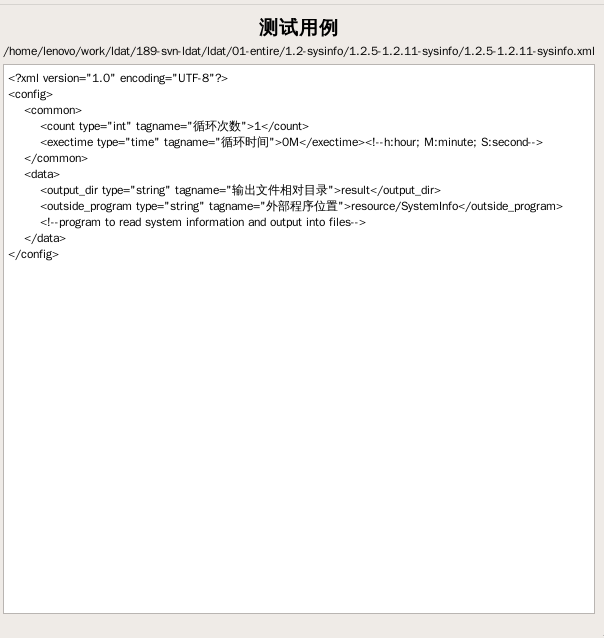 测试用例
/home/lenovo/work/ldat/189-svn-ldat/ldat/01-entire/1.2-sysinfo/1.2.5-1.2.11-sysinfo/1.2.5-1.2.11-sysinfo.xml
<?xml version="1.0" encoding="UTF-8"?>
<config>
<common>
<count type="int" tagname="循环次数">1</count>
<exectime type="time" tagname="循环时间">0M</exectime><!--h:hour; M:minute; S:second-->
</common>
<data>
<output_dir type="string" tagname="输出文件相对目录">result</output_dir>
<outside_program type="string" tagname="外部程序位置">resource/SystemInfo</outside_program>
<!--program to read system information and output into files-->
</data>
</config>